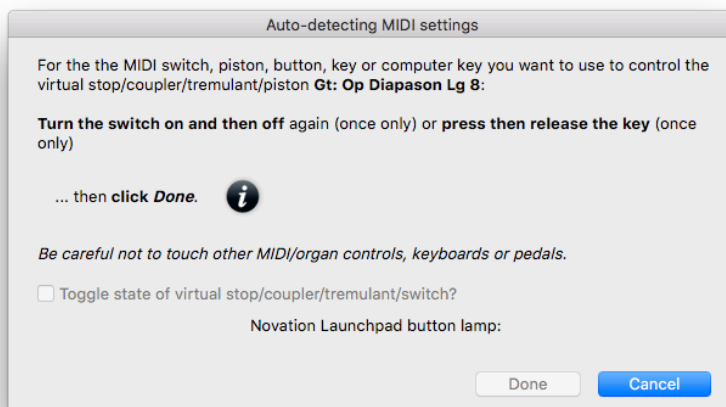 Auto-detecting MIDI settings
For the the MIDI switch, piston, button, key or computer key you want to use to control the
virtual stop/coupler/tremulant/piston Gt: Op Diapason Lg 8:
Turn the switch on and then off again (once only) or press then release the key (once
only)
... then click Done.
Be careful not to touch other MIDI/organ controls, keyboards or pedals.
Toggle state of virtual stop/coupler/tremulant/switch?
Novation Launchpad button lamp:
Done Cancel